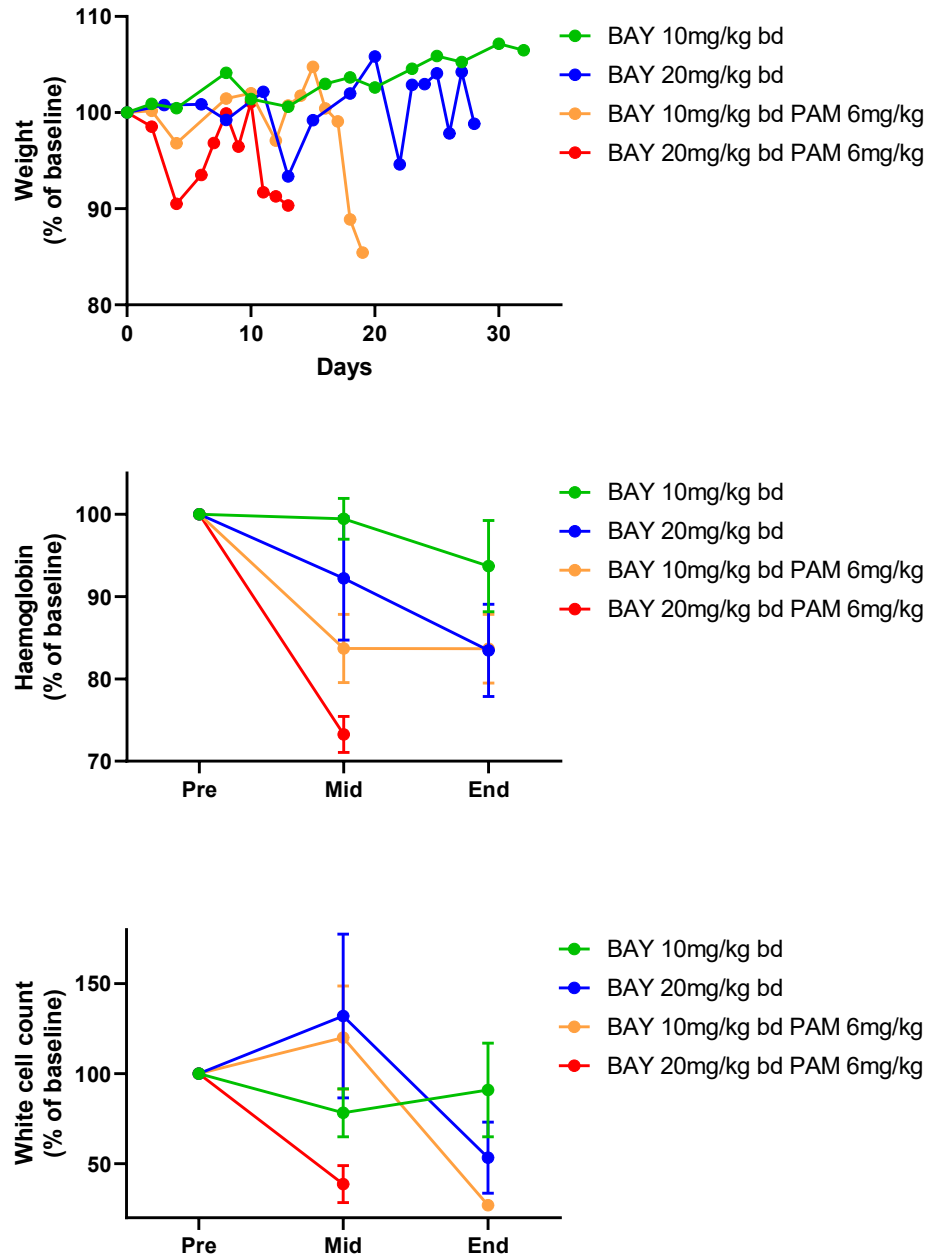 110
100
90
80
Weight
(% of baseline)
0
10
20
30
Days
BAY 10mg/kg bd
BAY 20mg/kg bd
BAY 10mg/kg bd PAM 6mg/kg
BAY 20mg/kg bd PAM 6mg/kg
100
90
80
70
Haemoglobin
(% of baseline)
Pre
Mid
End
BAY 10mg/kg bd
BAY 20mg/kg bd
BAY 10mg/kg bd PAM 6mg/kg
BAY 20mg/kg bd PAM 6mg/kg
150
100
50
White cell count
(% of baseline)
Pre
Mid
End
BAY 10mg/kg bd
BAY 20mg/kg bd
BAY 10mg/kg bd PAM 6mg/kg
BAY 20mg/kg bd PAM 6mg/kg